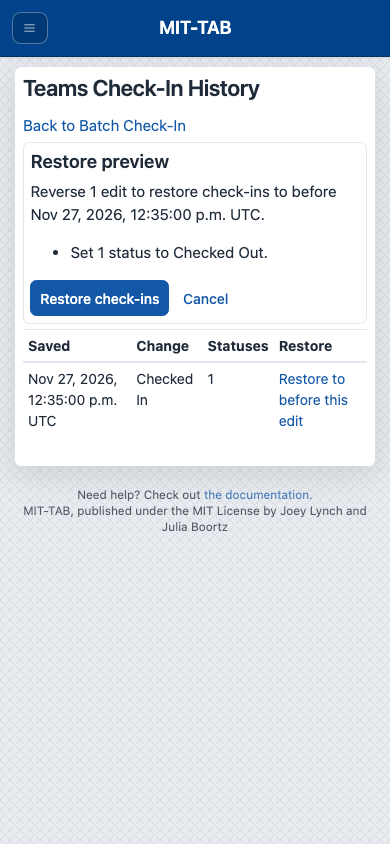 MIT-TAB
Teams Check-In History
Back to Batch Check-In
Restore preview
Reverse 1 edit to restore check-ins to before
Nov 27, 2026, 12:35:00 p.m. UTC.
• Set 1 status to Checked Out.
Restore check-ins Cancel
Saved Change Statuses Restore
Nov 27, 2026, Checked 1 Restore to
12:35:00 p.m. In before this
UTC edit
Need help? Check out the documentation.
MIT-TAB, published under the MIT License by Joey Lynch and
Julia Boortz